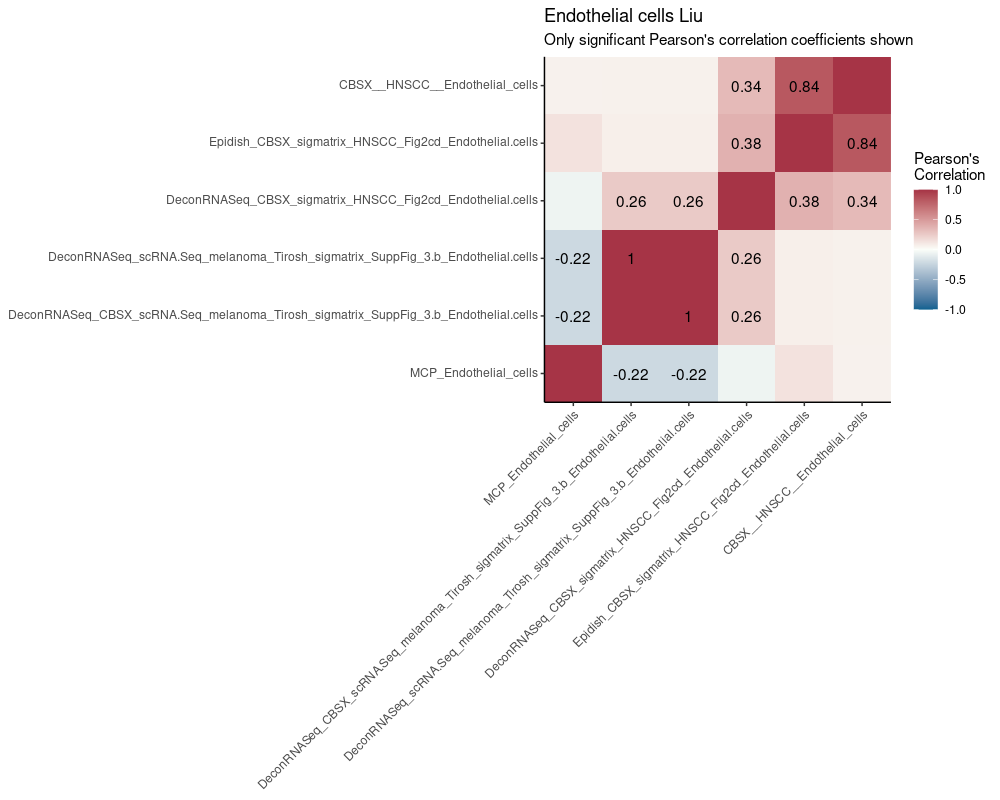 Endothelial cells Liu
Only significant Pearson's correlation coefficients shown
CBSX__HNSCC__Endothelial_cells
0.34 0.84
Epidish_CBSX_sigmatrix_HNSCC_Fig2cd_Endothelial.cells
0.38 0.84
DeconRNASeq_CBSX_sigmatrix_HNSCC_Fig2cd_Endothelial.cells
0.26 0.26 0.38 0.34
DeconRNASeq_scRNA.Seq_melanoma_Tirosh_sigmatrix_SuppFig_3.b_Endothelial.cells
-0.22 1 0.26
DeconRNASeq_CBSX_scRNA.Seq_melanoma_Tirosh_sigmatrix_SuppFig_3.b_Endothelial.cells
-0.22 1 0.26
MCP_Endothelial_cells
-0.22 -0.22
Pearson's
Correlation
1.0
0.5
0.0
-0.5
-1.0
MCP_Endothelial_cells
DeconRNASeq_CBSX_scRNA.Seq_melanoma_Tirosh_sigmatrix_SuppFig_3.b_Endothelial.cells
DeconRNASeq_scRNA.Seq_melanoma_Tirosh_sigmatrix_SuppFig_3.b_Endothelial.cells
DeconRNASeq_CBSX_sigmatrix_HNSCC_Fig2cd_Endothelial.cells
Epidish_CBSX_sigmatrix_HNSCC_Fig2cd_Endothelial.cells
CBSX__HNSCC__Endothelial_cells